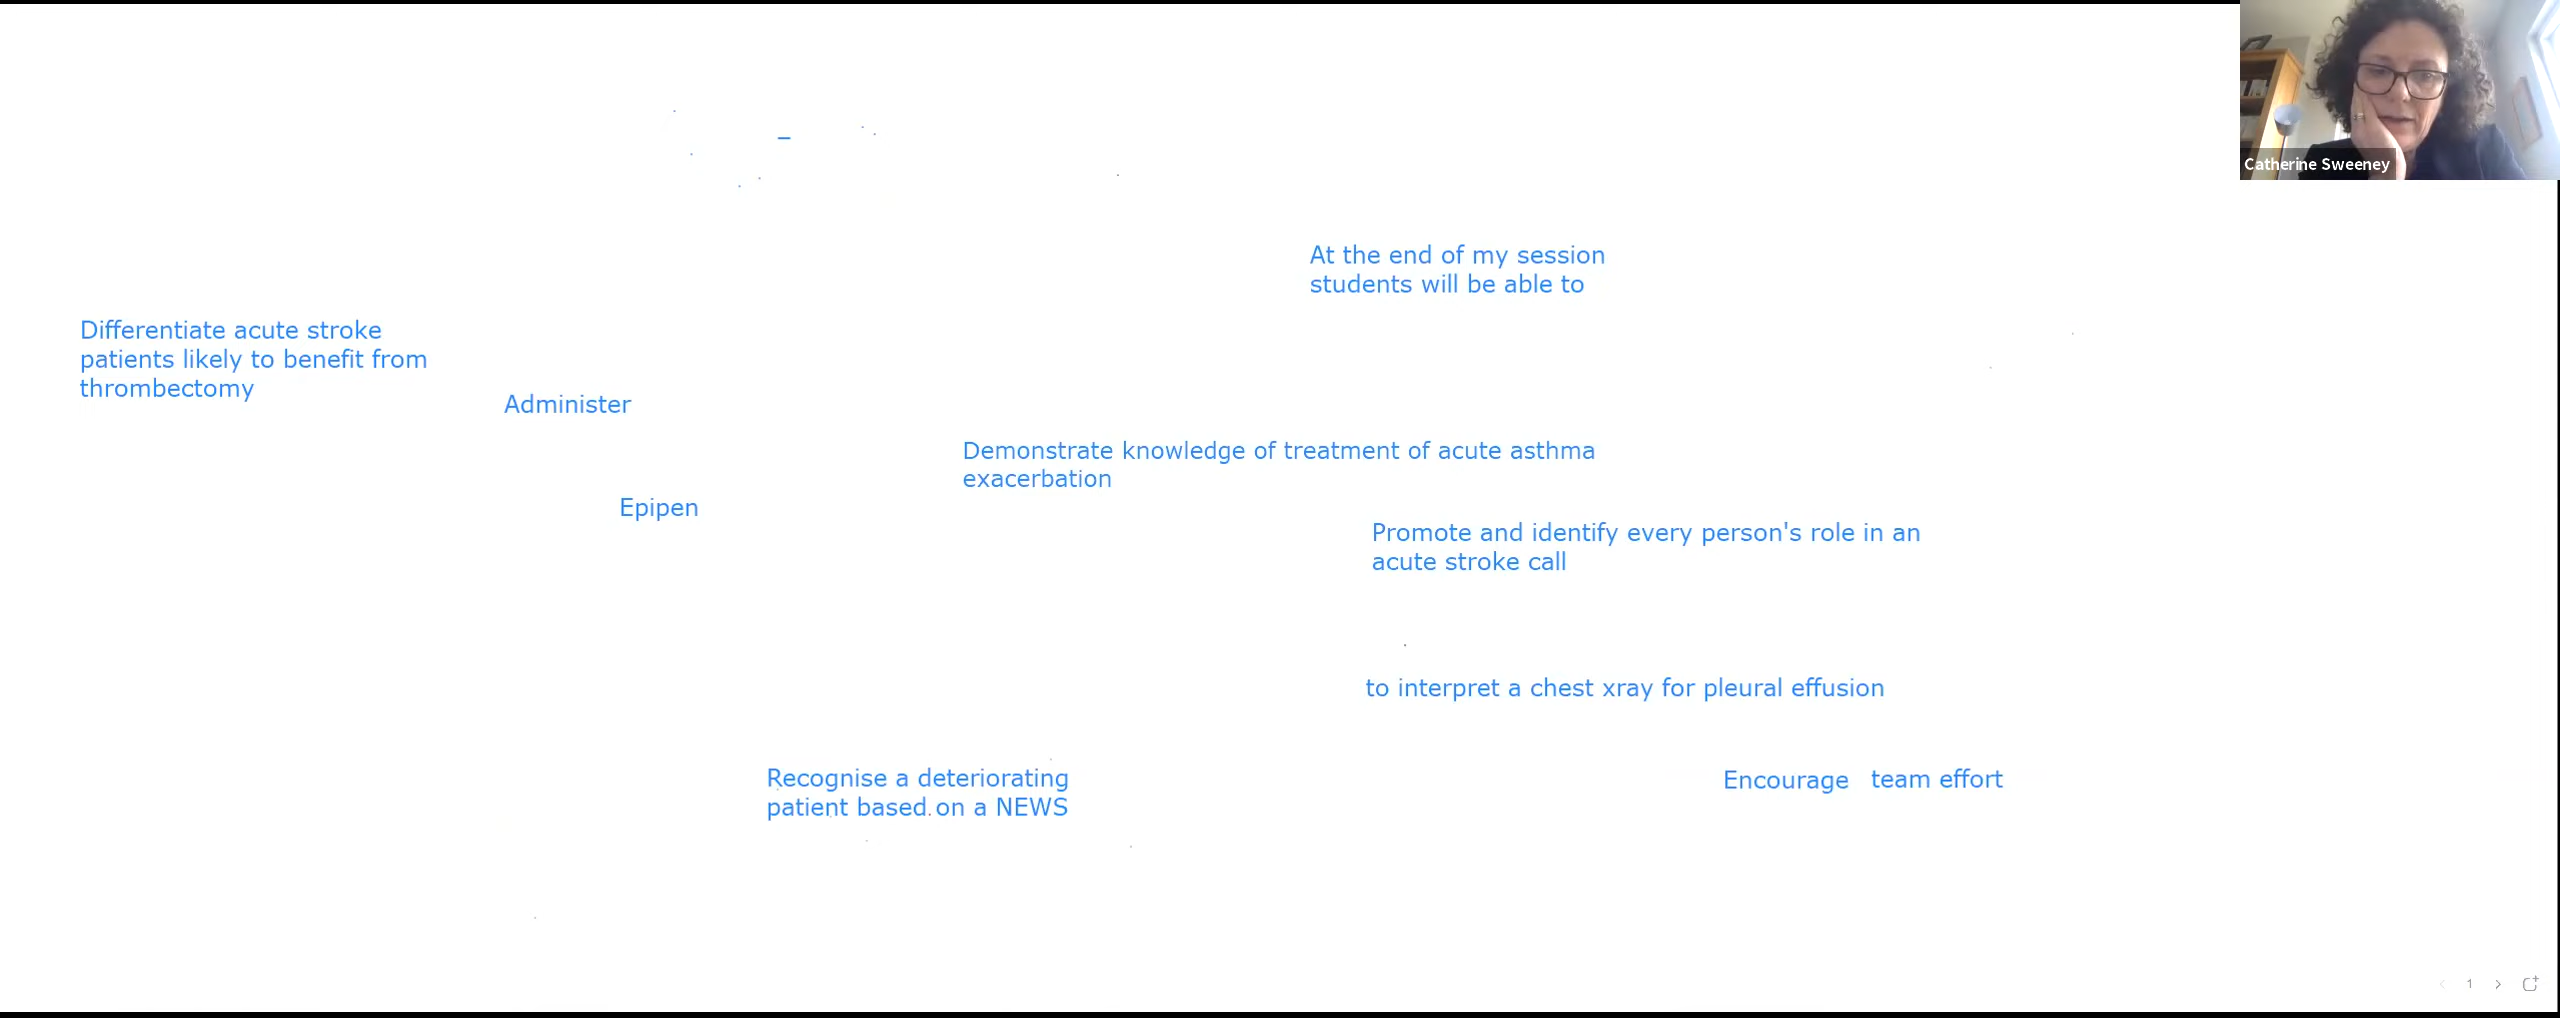 Catherine Sweeney
At the end of my session
students will be able to
Differentiate acute stroke
patients likely to benefit from
thrombectomy
Administer
Demonstrate knowledge of treatment of acute asthma
exacerbation
Epipen
Promote and identify every person's role in an
acute stroke call
to interpret a chest xray for pleural effusion
Recognise a deteriorating
patient based on a NEWS
Encourage team effort
1